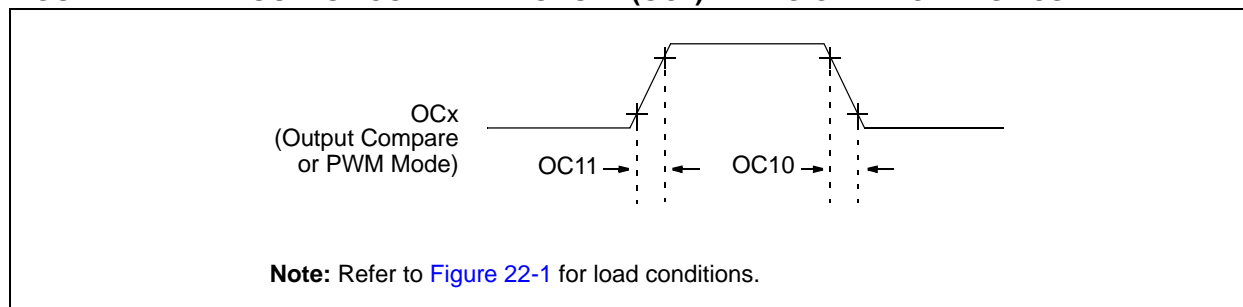 OCx
(Output Compare
or PWM Mode)
OC11
OC10
Note: Refer to Figure 22-1 for load conditions.